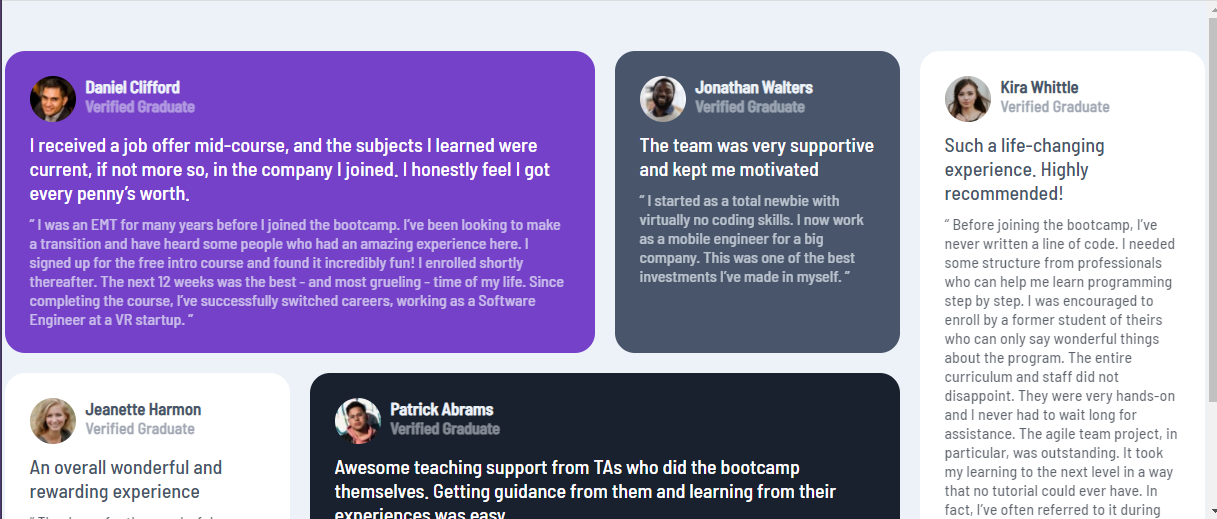 Daniel Clifford
Verified Graduate
I received a job offer mid-course, and the subjects I learned were
current, if not more so, in the company I joined. I honestly feel I got
every penny’s worth.
“ I was an EMT for many years before I joined the bootcamp. I’ve been looking to make
a transition and have heard some people who had an amazing experience here. I
signed up for the free intro course and found it incredibly fun! I enrolled shortly
thereafter. The next 12 weeks was the best - and most grueling - time of my life. Since
completing the course, I’ve successfully switched careers, working as a Software
Engineer at a VR startup. ”
Jonathan Walters
Verified Graduate
The team was very supportive
and kept me motivated
“ I started as a total newbie with
virtually no coding skills. I now work
as a mobile engineer for a big
company. This was one of the best
investments I’ve made in myself. ”
Kira Whittle
Verified Graduate
Such a life-changing
experience. Highly
recommended!
“ Before joining the bootcamp, I’ve
never written a line of code. I needed
some structure from professionals
who can help me learn programming
step by step. I was encouraged to
enroll by a former student of theirs
who can only say wonderful things
about the program. The entire
curriculum and staff did not
disappoint. They were very hands-on
and I never had to wait long for
assistance. The agile team project, in
particular, was outstanding. It took
my learning to the next level in a way
that no tutorial could ever have. In
fact, I’ve often referred to it during
Jeanette Harmon
Verified Graduate
An overall wonderful and
rewarding experience
Patrick Abrams
Verified Graduate
Awesome teaching support from TAs who did the bootcamp
themselves. Getting guidance from them and learning from their
experiences was easy.